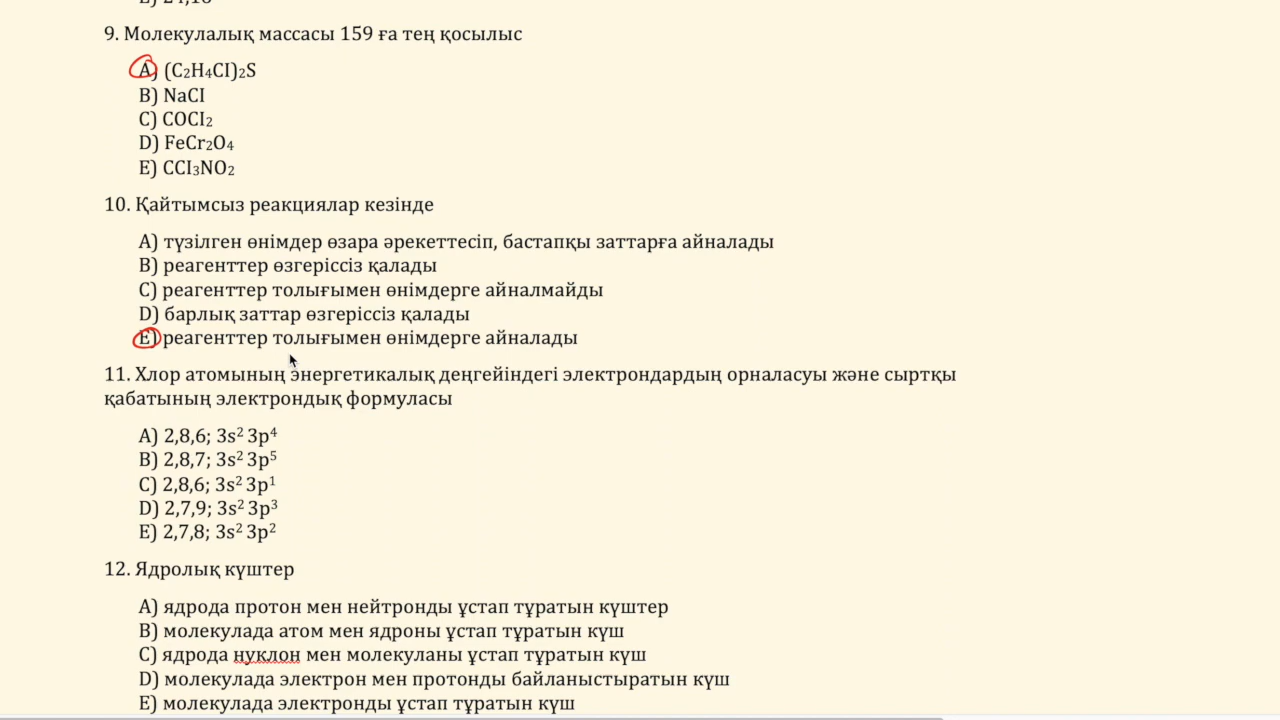 9. Молекулалық массасы 159 ға тең қосылыс
A) (C₂H₄CI)₂S
B) NaCI
C) COCI₂
D) FeCr₂O₄
E) CCI₃NO₂
10. Қайтымсыз реакциялар кезінде
A) түзілген өнімдер өзара әрекеттесіп, бастапқы заттарға айналады
B) реагенттер өзгеріссіз қалады
C) реагенттер толығымен өнімдерге айналмайды
D) барлық заттар өзгеріссіз қалады
E) реагенттер толығымен өнімдерге айналады
11. Хлор атомының энергетикалық деңгейіндегі электрондардың орналасуы және сыртқы
қабатының электрондық формуласы
A) 2,8,6; 3s² 3p⁴
B) 2,8,7; 3s² 3p⁵
C) 2,8,6; 3s² 3p¹
D) 2,7,9; 3s² 3p³
E) 2,7,8; 3s² 3p²
12. Ядролық күштер
A) ядрода протон мен нейтронды ұстап тұратын күштер
B) молекулада атом мен ядроны ұстап тұратын күш
C) ядрода нуклон мен молекуланы ұстап тұратын күш
D) молекулада электрон мен протонды байланыстыратын күш
E) молекулада электронды ұстап тұратын күш